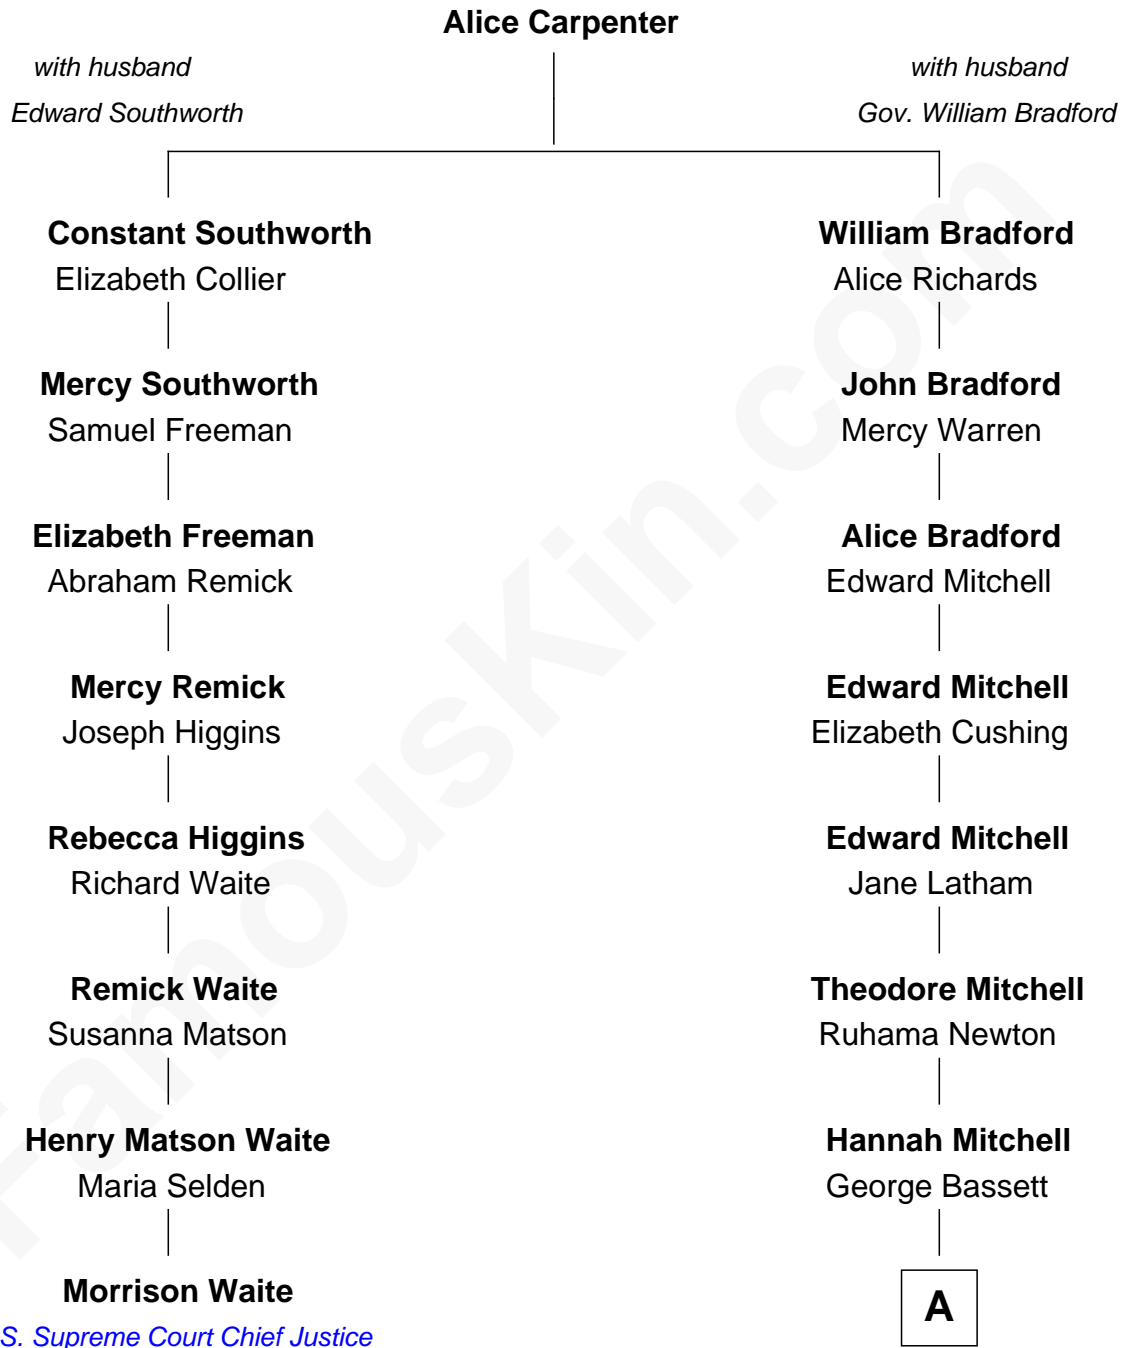 Alice Carpenter
with husband
Edward Southworth
with husband
Gov. William Bradford
Constant Southworth
Elizabeth Collier
William Bradford
Alice Richards
Mercy Southworth
Samuel Freeman
John Bradford
Mercy Warren
Elizabeth Freeman
Abraham Remick
Alice Bradford
Edward Mitchell
Mercy Remick
Joseph Higgins
Edward Mitchell
Elizabeth Cushing
Rebecca Higgins
Richard Waite
Edward Mitchell
Jane Latham
Remick Waite
Susanna Matson
Theodore Mitchell
Ruhama Newton
Henry Matson Waite
Maria Selden
Hannah Mitchell
George Bassett
Morrison Waite
S. Supreme Court Chief Justice
A
FamousKin.com